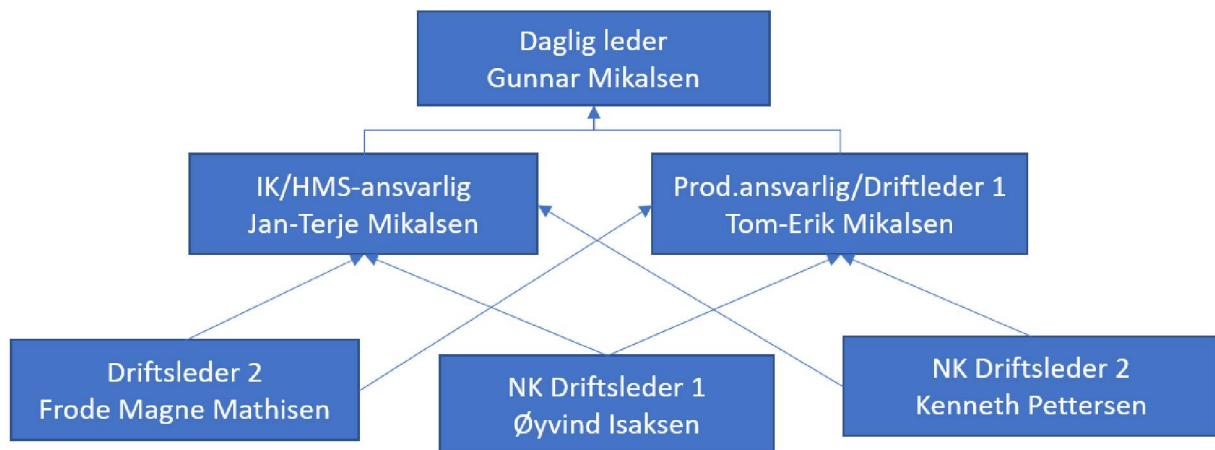 Daglig leder
Gunnar Mikalsen
IK/HMS-ansvarlig
Jan-Terje Mikalsen
Prod.ansvarlig/Driftleder 1
Tom-Erik Mikalsen
Driftsleder 2
Frode Magne Mathisen
NK Driftsleder 1
Øyvind Isaksen
NK Driftsleder 2
Kenneth Pettersen